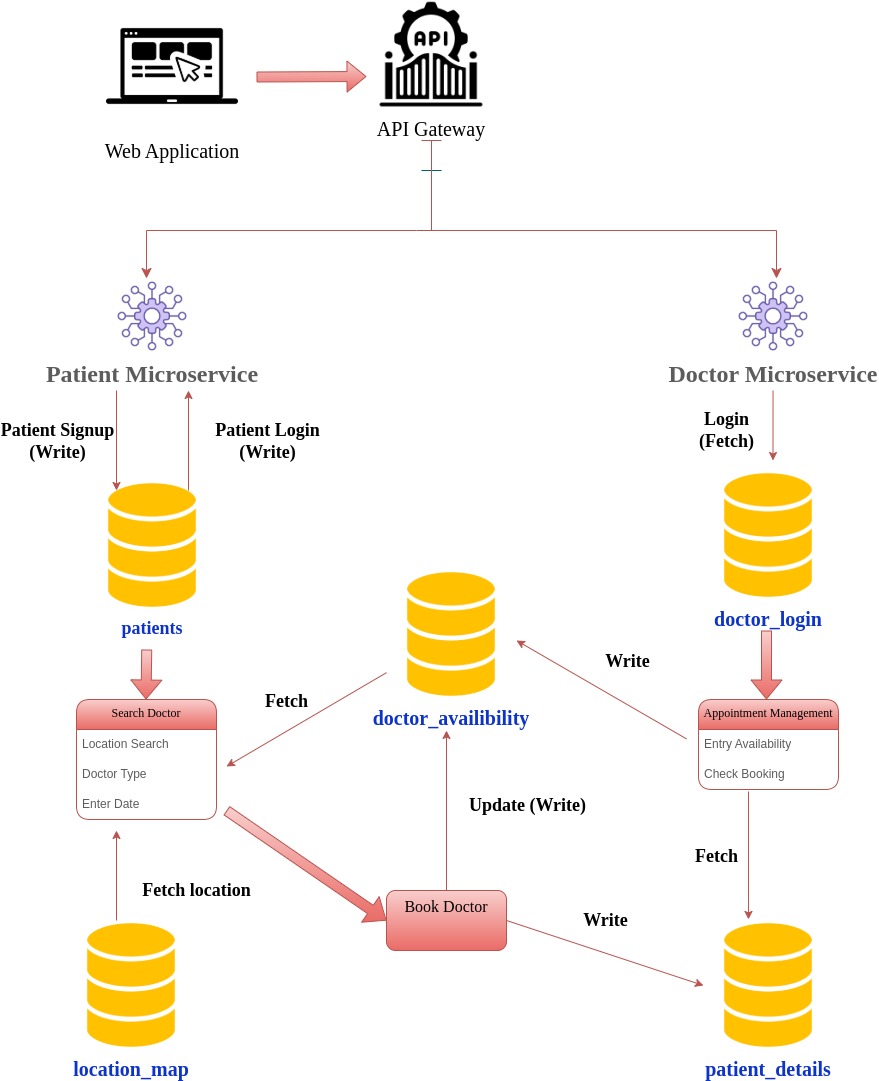 API
Web Application
API Gateway
Patient Microservice
Doctor Microservice
Patient Signup
(Write)
Patient Login
(Write)
Login
(Fetch)
patients
doctor_login
Search Doctor
Location Search
Doctor Type
Enter Date
Fetch
doctor_availibility
Write
Appointment Management
Entry Availability
Check Booking
Update (Write)
Fetch
Fetch location
Book Doctor
Write
location_map
patient_details